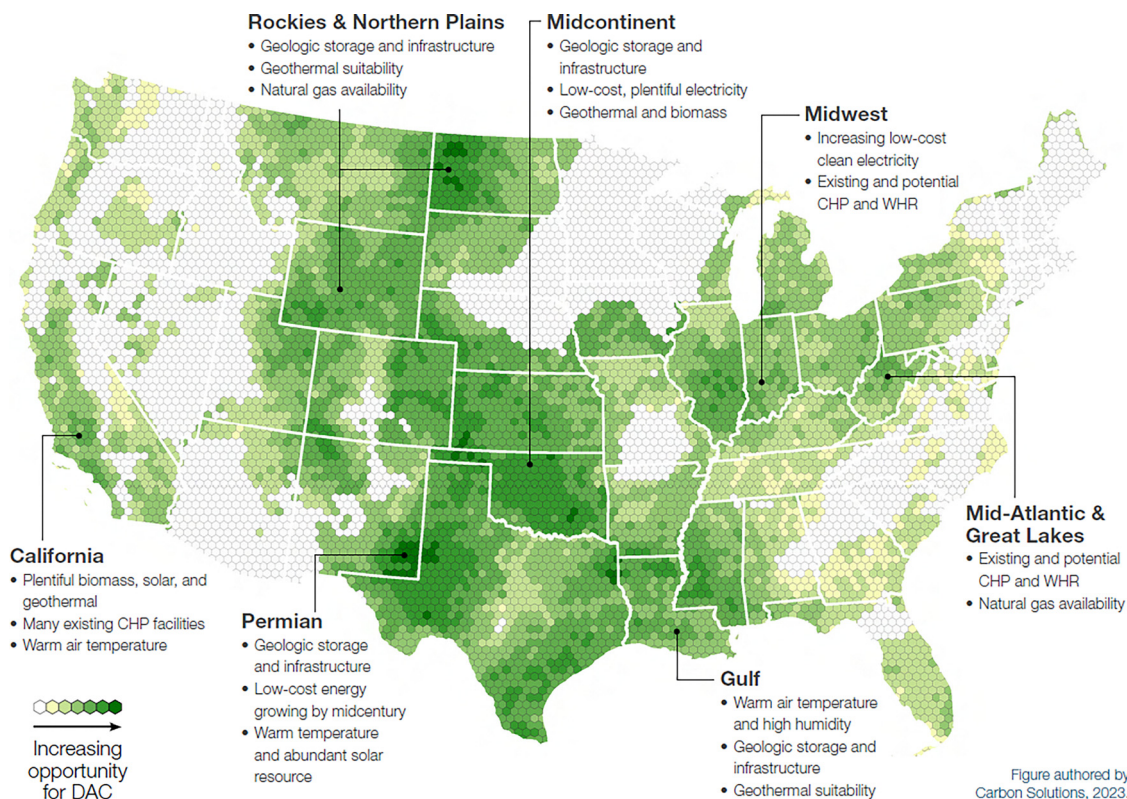 Rockies & Northern Plains
• Geologic storage and infrastructure
• Geothermal suitability
• Natural gas availability
Midcontinent
• Geologic storage and
infrastructure
• Low-cost, plentiful electricity
• Geothermal and biomass
Midwest
• Increasing low-cost
clean electricity
• Existing and potential
CHP and WHR
Mid-Atlantic &
Great Lakes
• Existing and potential
CHP and WHR
• Natural gas availability
California
• Plentiful biomass, solar, and
geothermal
• Many existing CHP facilities
• Warm air temperature
Permian
• Geologic storage
and infrastructure
• Low-cost energy
growing by midcentury
• Warm temperature
and abundant solar
resource
Gulf
• Warm air temperature
and high humidity
• Geologic storage and
infrastructure
• Geothermal suitability
Increasing
opportunity
for DAC
Figure authored by
Carbon Solutions, 2023.